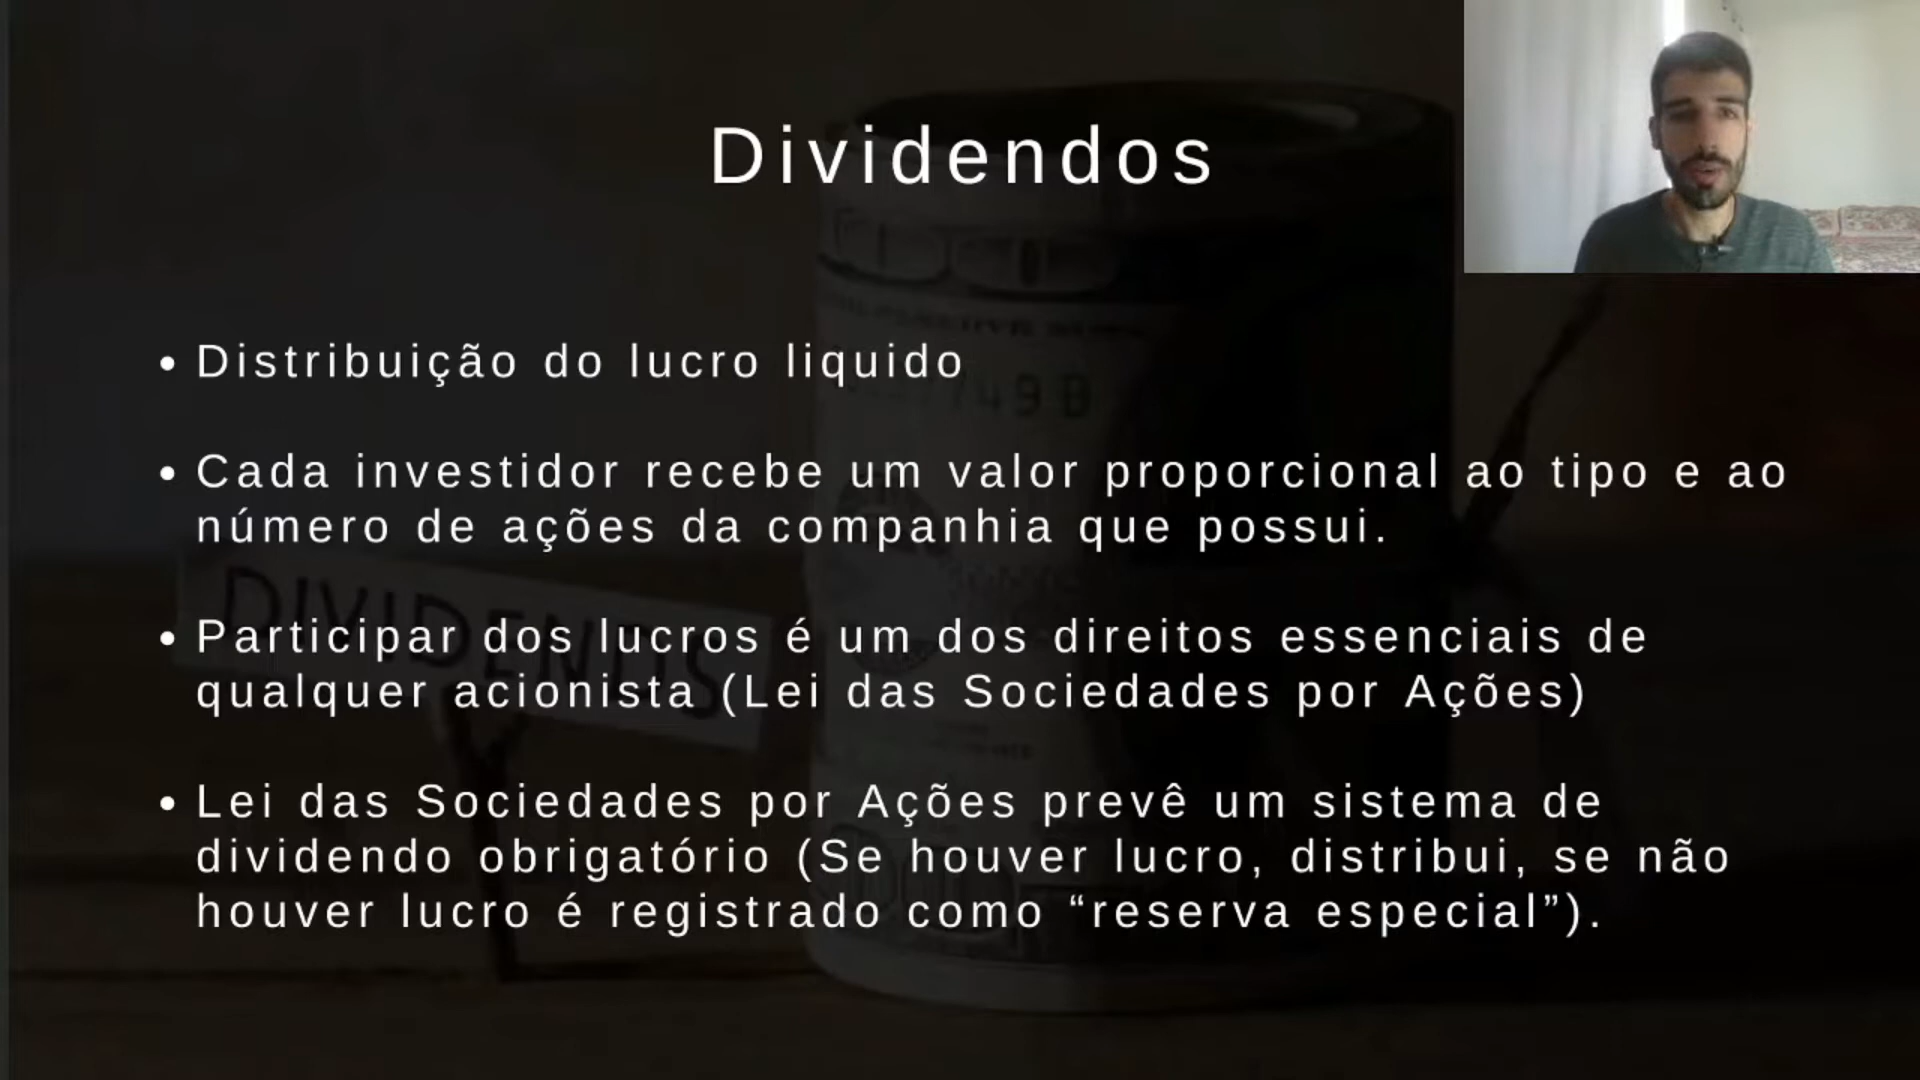 Dividendos
• Distribuição do lucro liquido
• Cada investidor recebe um valor proporcional ao tipo e ao
número de ações da companhia que possui.
• Participar dos lucros é um dos direitos essenciais de
qualquer acionista (Lei das Sociedades por Ações)
• Lei das Sociedades por Ações prevê um sistema de
dividendo obrigatório (Se houver lucro, distribui, se não
houver lucro é registrado como “reserva especial”).
DIVIDENDS